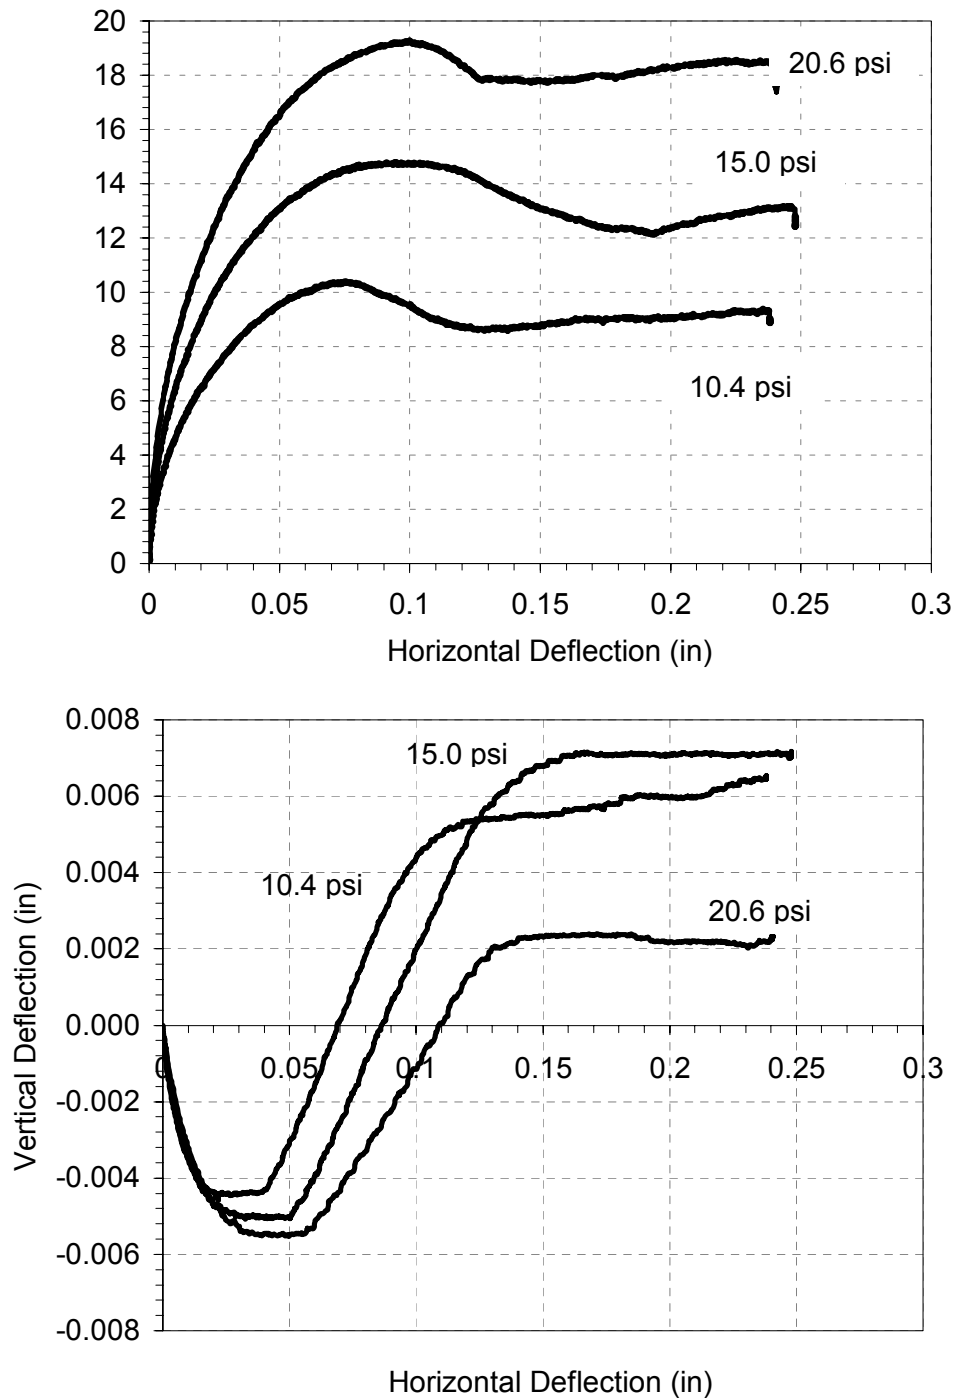 20
18
20.6 psi
16
15.0 psi
14
12
10
8
10.4 psi
6
4
2
0
0 0.05 0.1 0.15 0.2 0.25 0.3
Horizontal Deflection (in)
0.008
15.0 psi
0.006
0.004
10.4 psi
20.6 psi
0.002
Vertical Deflection (in)
0.000
0 0.05 0.1 0.15 0.2 0.25 0.3
-0.002
-0.004
-0.006
-0.008
Horizontal Deflection (in)